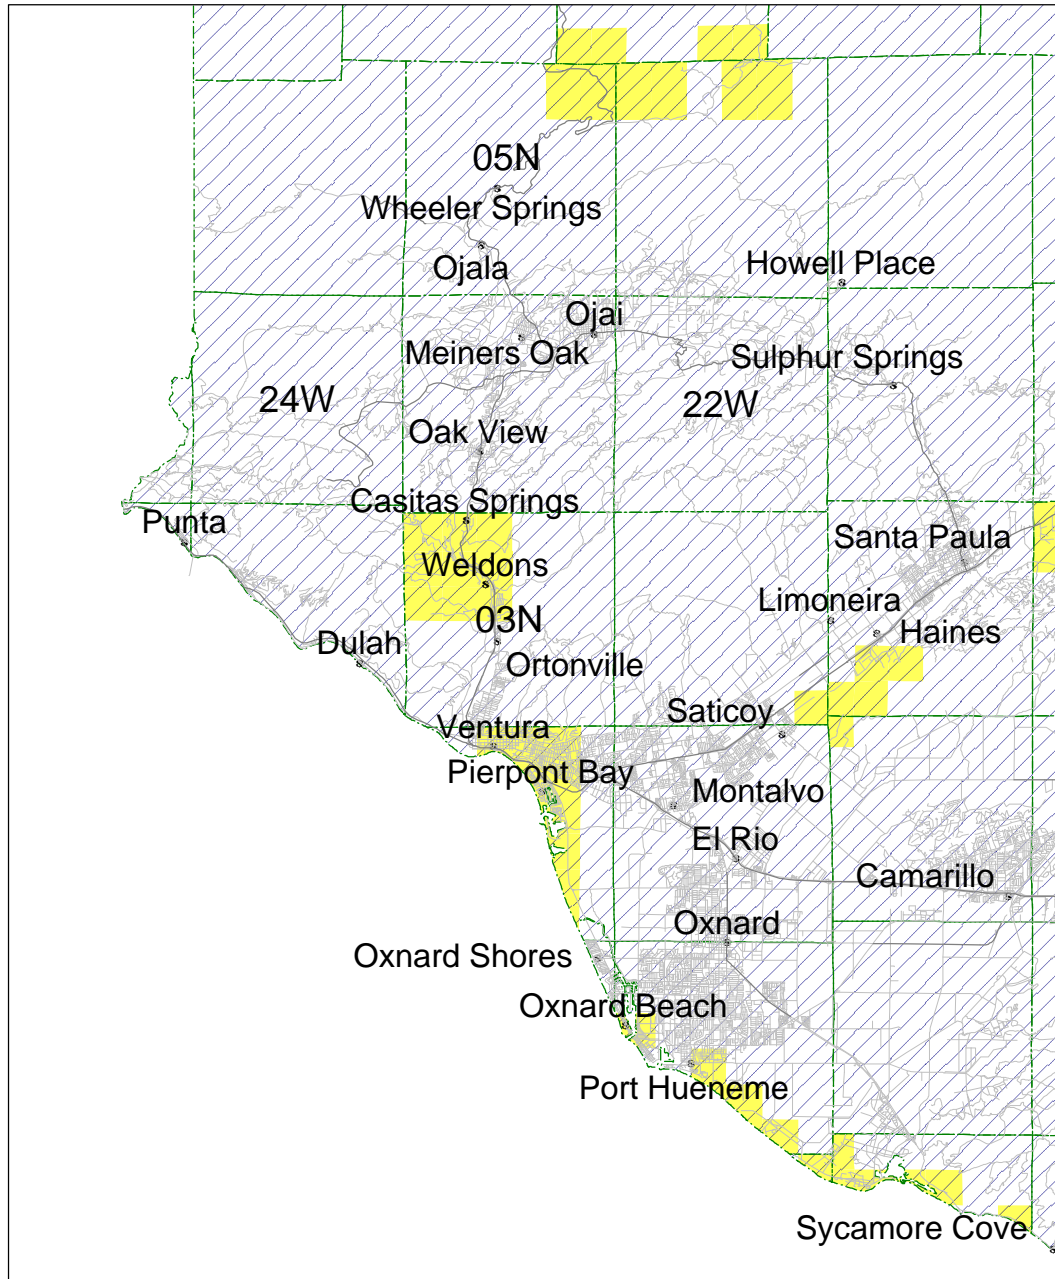 05N
Wheeler Springs
Ojala
Howell Place
Ojai
Meiners Oak
Sulphur Springs
24W
22W
Oak View
Casitas Springs
Punta
Santa Paula
Weldons
Limoneira
03N
Haines
Dulah
Ortonville
Saticoy
Ventura
Pierpont Bay
Montalvo
El Rio
Camarillo
Oxnard
Oxnard Shores
Oxnard Beach
Port Hueneme
Sycamore Cove